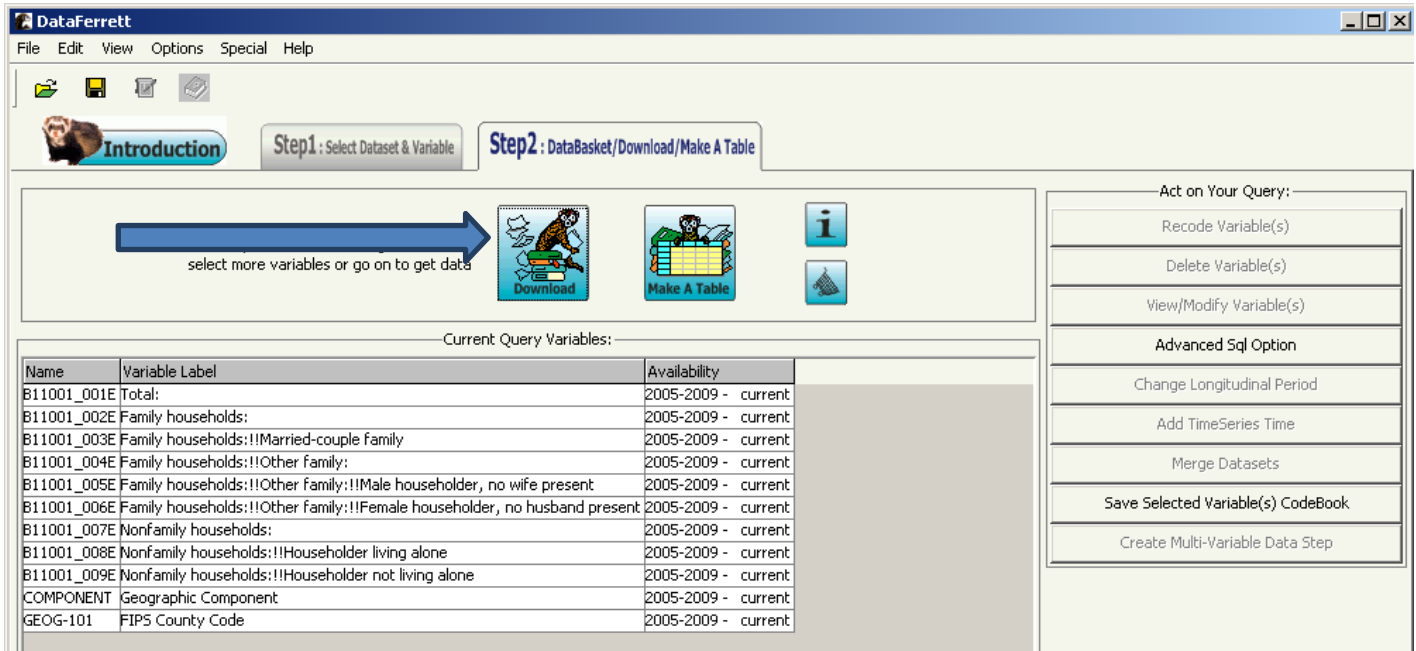 DataFerrett
File Edit View Options Special Help
Introduction
Step1 : Select Dataset & Variable
Step2 : DataBasket/Download/Make A Table
select more variables or go on to get data
Download
Make A Table
i
Act on Your Query:
Recode Variable(s)
Delete Variable(s)
View/Modify Variable(s)
Advanced Sql Option
Change Longitudinal Period
Add TimeSeries Time
Merge Datasets
Save Selected Variable(s) CodeBook
Create Multi-Variable Data Step
Current Query Variables:
Name Variable Label Availability
B11001_001E Total: 2005-2009 - current
B11001_002E Family households: 2005-2009 - current
B11001_003E Family households:!!Married-couple family 2005-2009 - current
B11001_004E Family households:!!Other family: 2005-2009 - current
B11001_005E Family households:!!Other family:!!Male householder, no wife present 2005-2009 - current
B11001_006E Family households:!!Other family:!!Female householder, no husband present 2005-2009 - current
B11001_007E Nonfamily households: 2005-2009 - current
B11001_008E Nonfamily households:!!Householder living alone 2005-2009 - current
B11001_009E Nonfamily households:!!Householder not living alone 2005-2009 - current
COMPONENT Geographic Component 2005-2009 - current
GEOG-101 FIPS County Code 2005-2009 - current